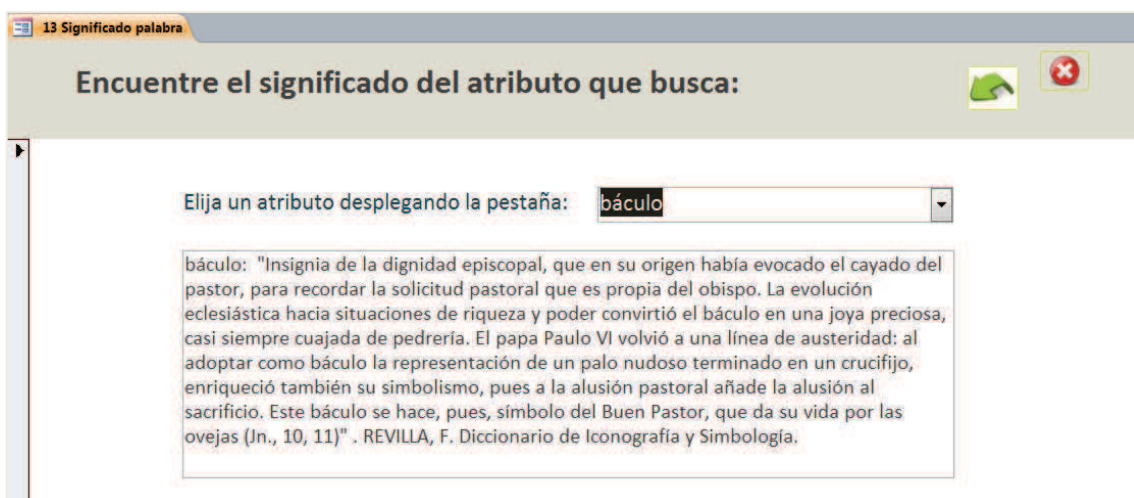 13 Significado palabra
Encuentre el significado del atributo que busca:
Elija un atributo desplegando la pestaña:
báculo
báculo:  "Insignia de la dignidad episcopal, que en su origen había evocado el cayado del
pastor, para recordar la solicitud pastoral que es propia del obispo. La evolución
eclesiástica hacia situaciones de riqueza y poder convirtió el báculo en una joya preciosa,
casi siempre cuajada de pedrería. El papa Paulo VI volvió a una línea de austeridad: al
adoptar como báculo la representación de un palo nudoso terminado en un crucifijo,
enriqueció también su simbolismo, pues a la alusión pastoral añade la alusión al
sacrificio. Este báculo se hace, pues, símbolo del Buen Pastor, que da su vida por las
ovejas (Jn., 10, 11)" . REVILLA, F. Diccionario de Iconografía y Simbología.